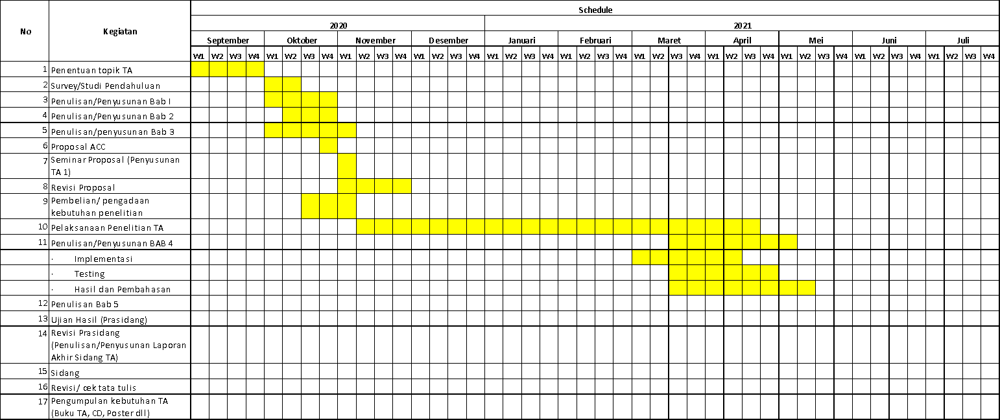 Schedule
No Kegiatan
2020 2021
September Oktober November Desember Januari Februari Maret April Mei Juni Juli
W1 W2 W3 W4 W1 W2 W3 W4 W1 W2 W3 W4 W1 W2 W3 W4 W1 W2 W3 W4 W1 W2 W3 W4 W1 W2 W3 W4 W1 W2 W3 W4 W1 W2 W3 W4 W1 W2 W3 W4 W1 W2 W3 W4
1 Penentuan topik TA
2 Survey/Studi Pendahuluan
3 Penulisan/Penyusunan Bab I
4 Penulisan/Penyusunan Bab 2
5 Penulisan/penyusunan Bab 3
6 Proposal ACC
7 Seminar Proposal (Penyusunan
TA 1)
8 Revisi Proposal
9 Pembelian/ pengadaan
kebutuhan penelitian
10 Pelaksanaan Penelitian TA
11 Penulisan/Penyusunan BAB 4
· Implementasi
· Testing
· Hasil dan Pembahasan
12 Penulisan Bab 5
13 Ujian Hasil (Prasidang)
14 Revisi Prasidang
(Penulisan/Penyusunan Laporan
Akhir Sidang TA)
15 Sidang
16 Revisi/ cek tata tulis
17 Pengumpulan kebutuhan TA
(Buku TA, CD, Poster dll)